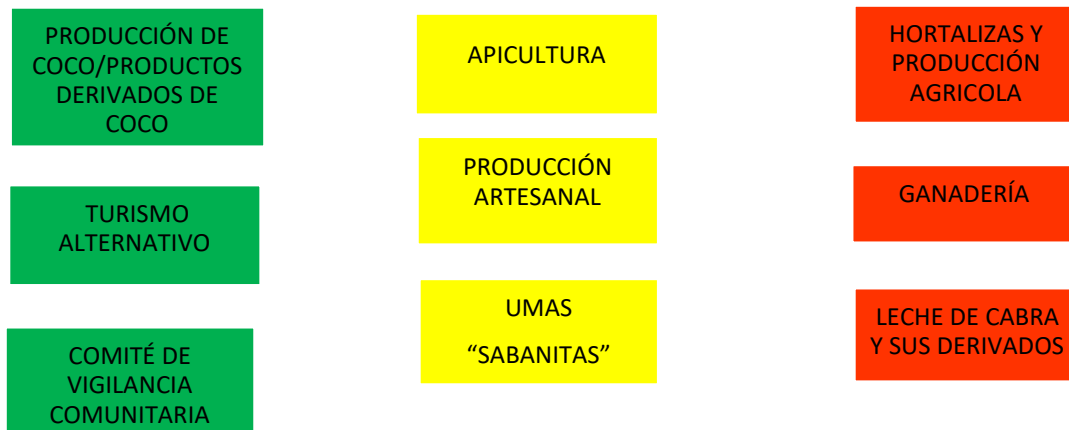 PRODUCCIÓN DE
COCO/PRODUCTOS
DERIVADOS DE
COCO
TURISMO
ALTERNATIVO
COMITÉ DE
VIGILANCIA
COMUNITARIA
APICULTURA
PRODUCCIÓN
ARTESANAL
UMAS
“SABANITAS”
HORTALIZAS Y
PRODUCCIÓN
AGRICOLA
GANADERÍA
LECHE DE CABRA
Y SUS DERIVADOS